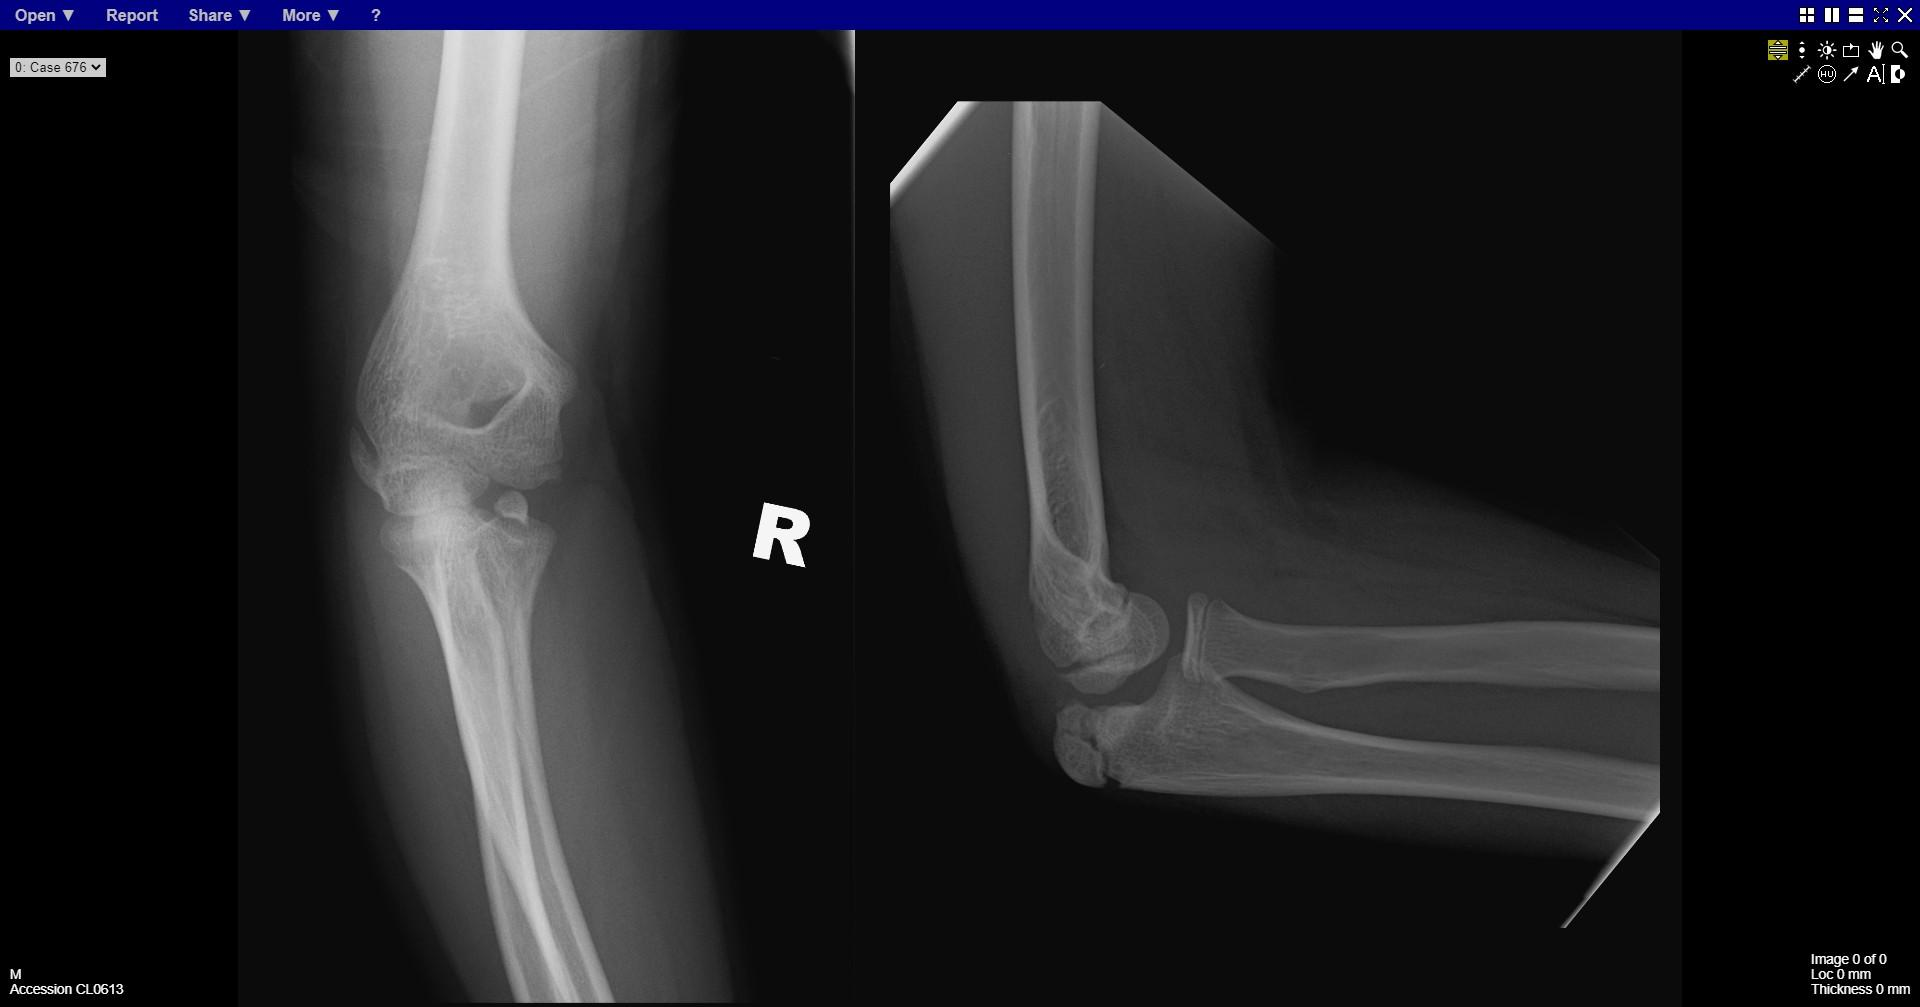 Open ▼ Report Share ▼ More ▼ ?
0: Case 676
HU
A
R
M
Accession CL0613
Image 0 of 0
Loc 0 mm
Thickness 0 mm